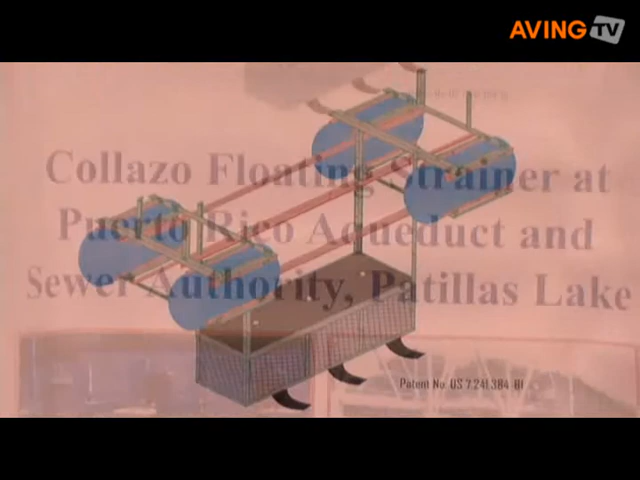 AVING TV
Collazo Floating Strainer at
Puerto Rico Aqueduct and
Sewer Authority, Patillas Lake
Patent No. US 7.241.384 B1